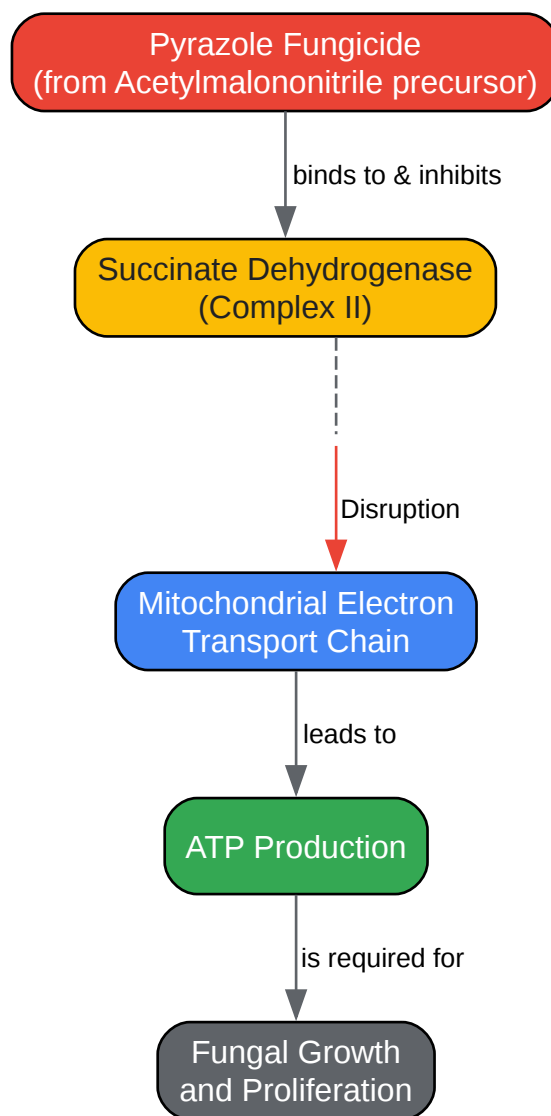 Pyrazole Fungicide
(from Acetylmalononitrile precursor)
binds to & inhibits
Succinate Dehydrogenase
(Complex II)
Disruption
Mitochondrial Electron
Transport Chain
leads to
ATP Production
is required for
Fungal Growth
and Proliferation